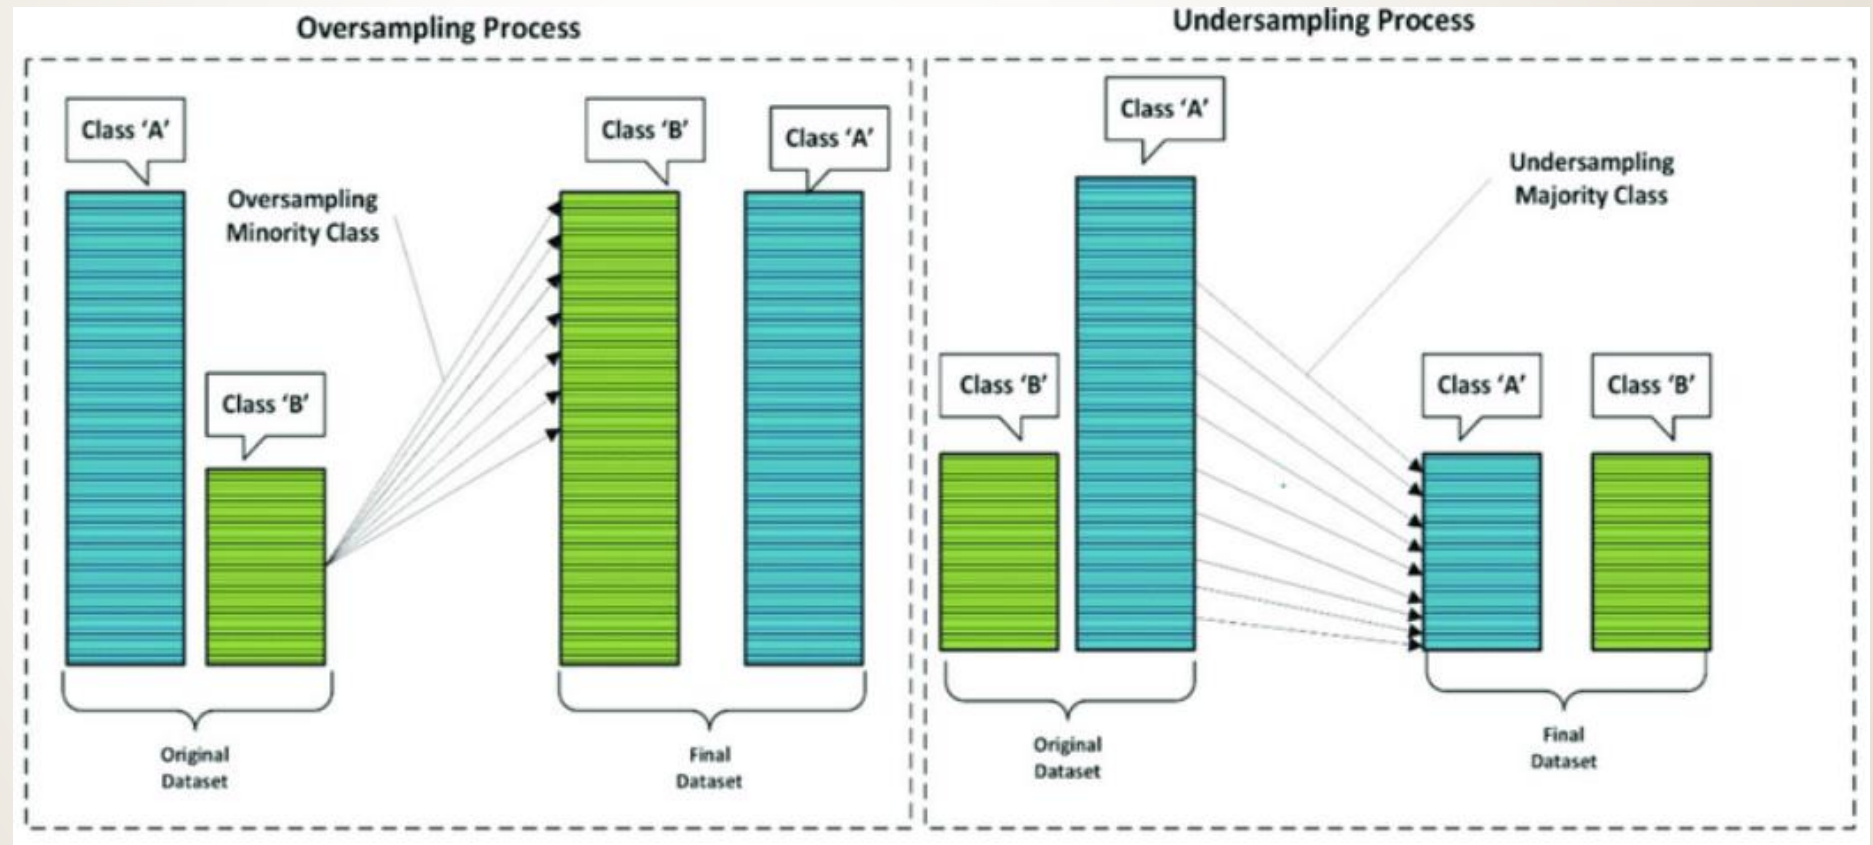 Oversampling Process
Class ‘A’
Oversampling
Minority Class
Class ‘B’
Class ‘B’
Class ‘A’
Original
Dataset
Final
Dataset
Undersampling Process
Class ‘A’
Undersampling
Majority Class
Class ‘B’
Class ‘A’
Class ‘B’
Original
Dataset
Final
Dataset